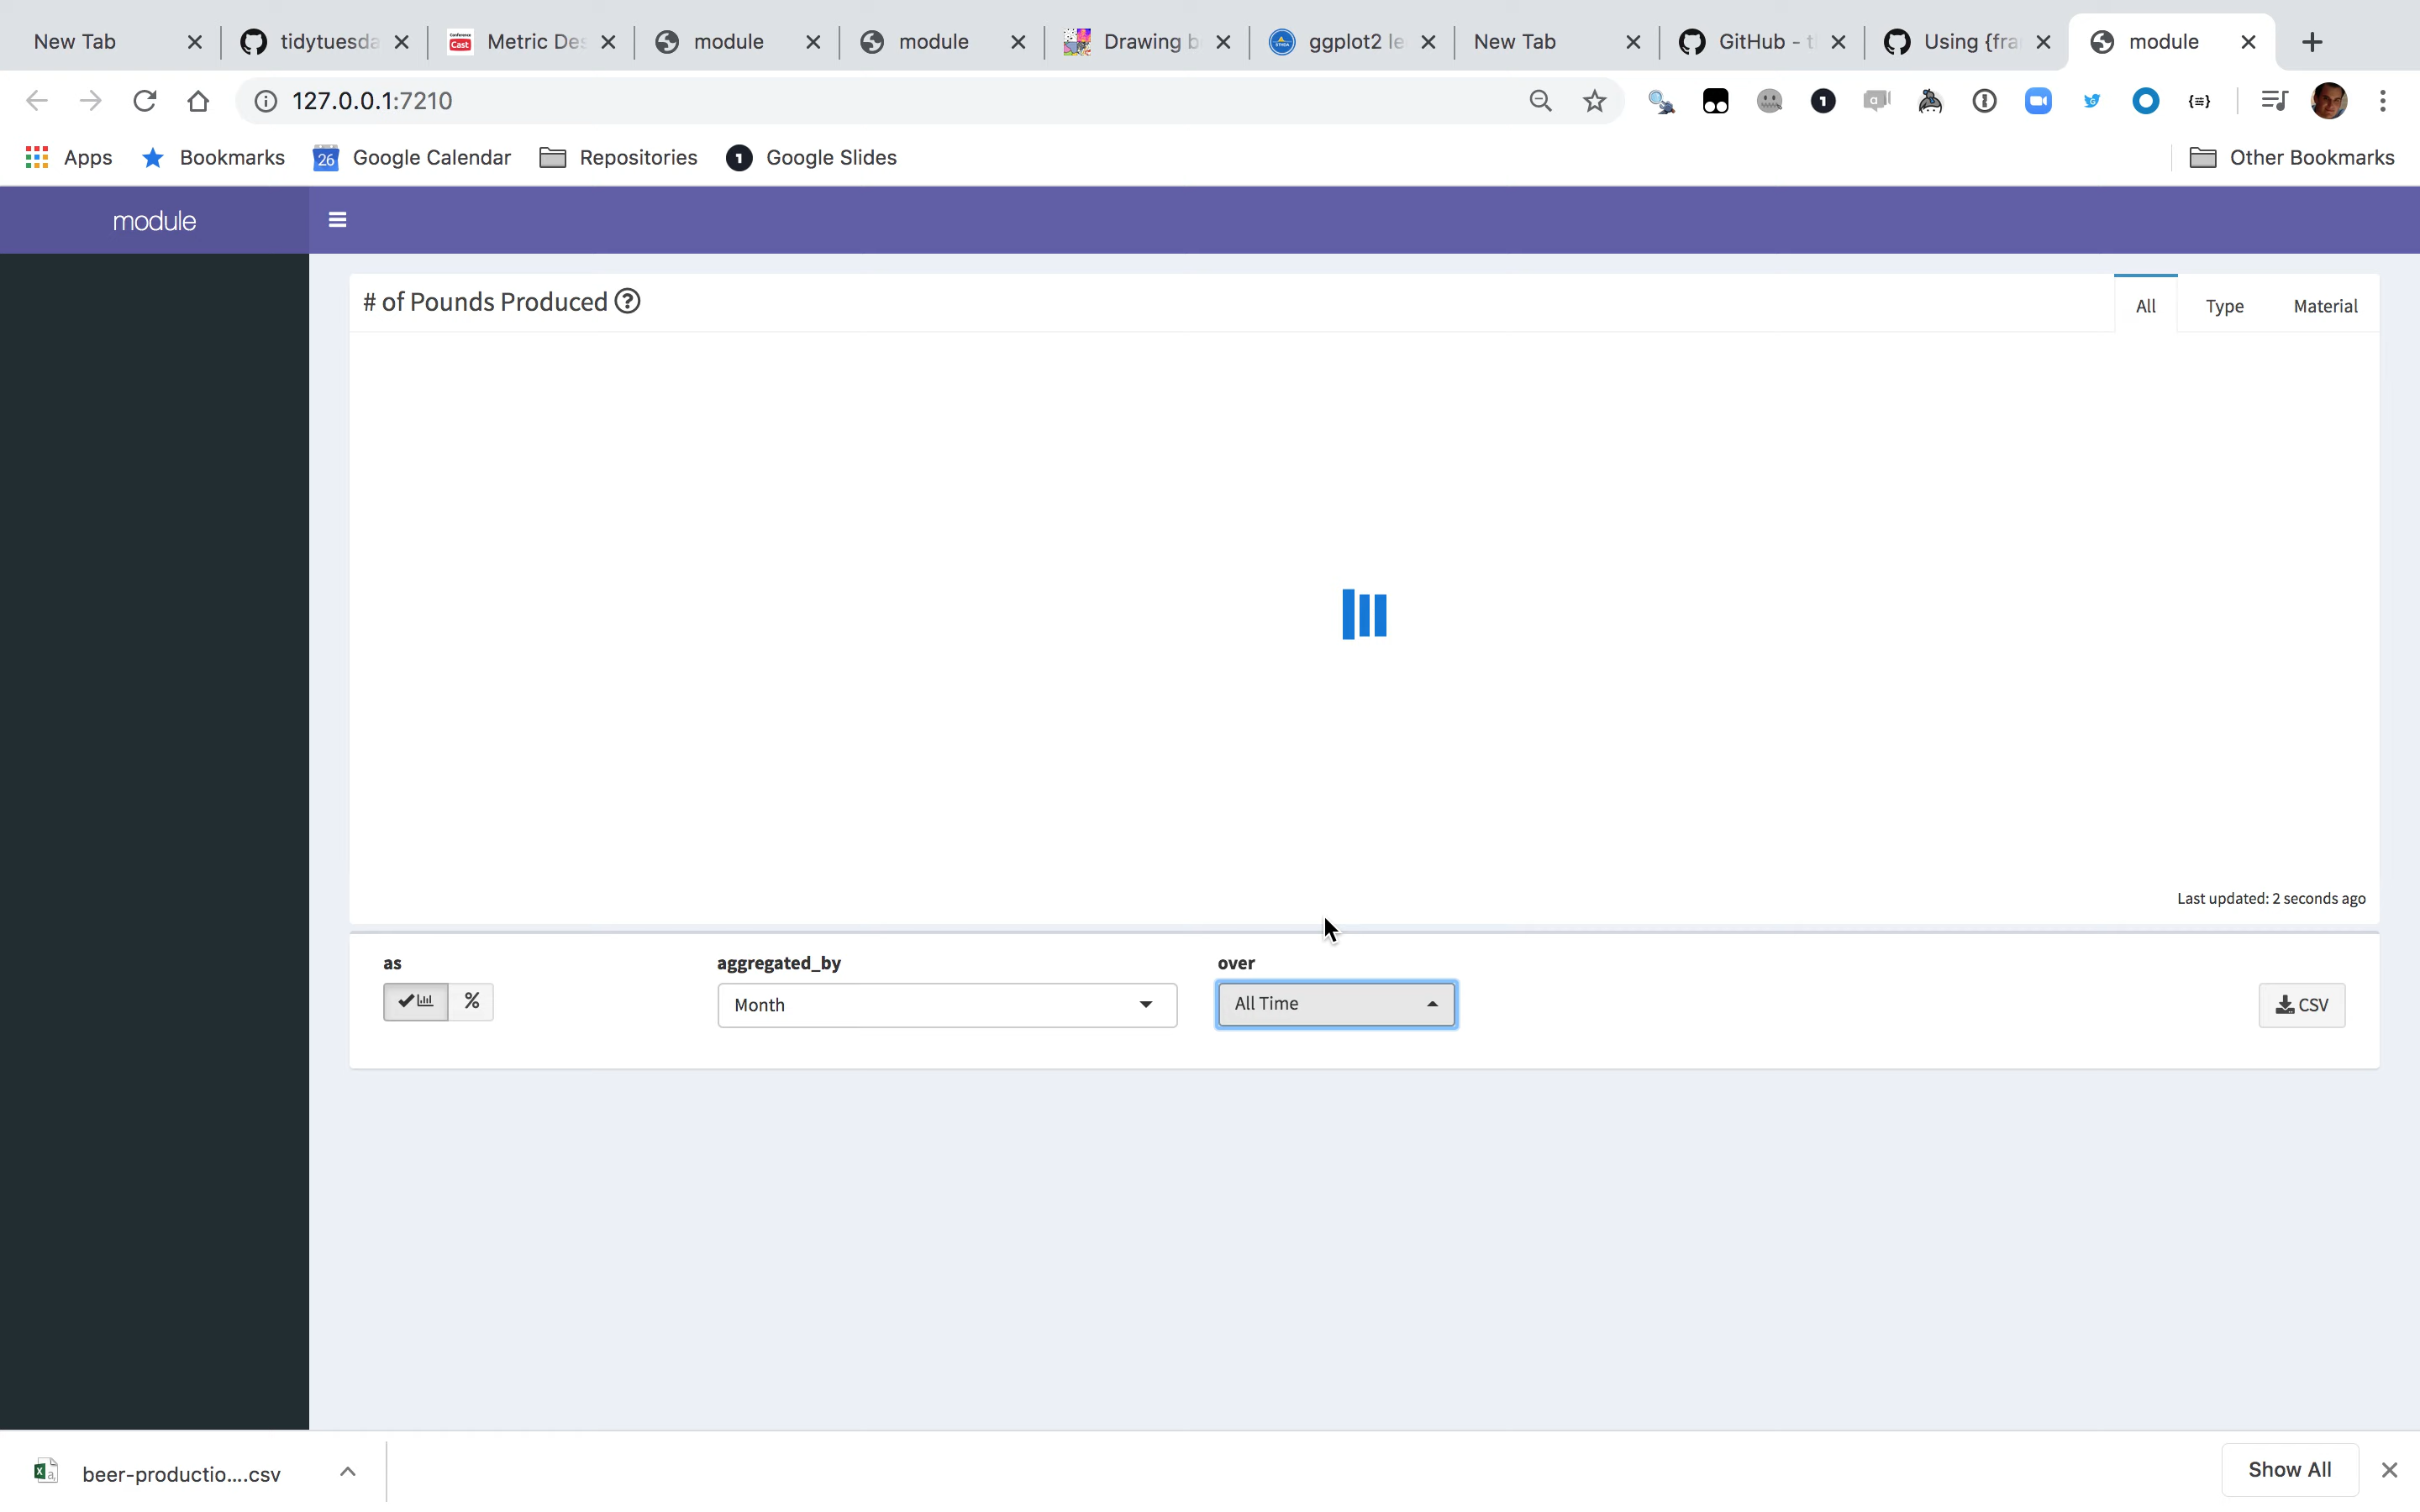 New Tab
tidytuesda
Metric Des
module
module
Drawing b
ggplot2 le
New Tab
GitHub - t
Using {fra
module
127.0.0.1:7210
Apps
Bookmarks
26
Google Calendar
Repositories
Google Slides
Other Bookmarks
module
# of Pounds Produced
All
Type
Material
Last updated: 2 seconds ago
as
aggregated_by
over
%
Month
All Time
CSV
beer-productio....csv
Show All